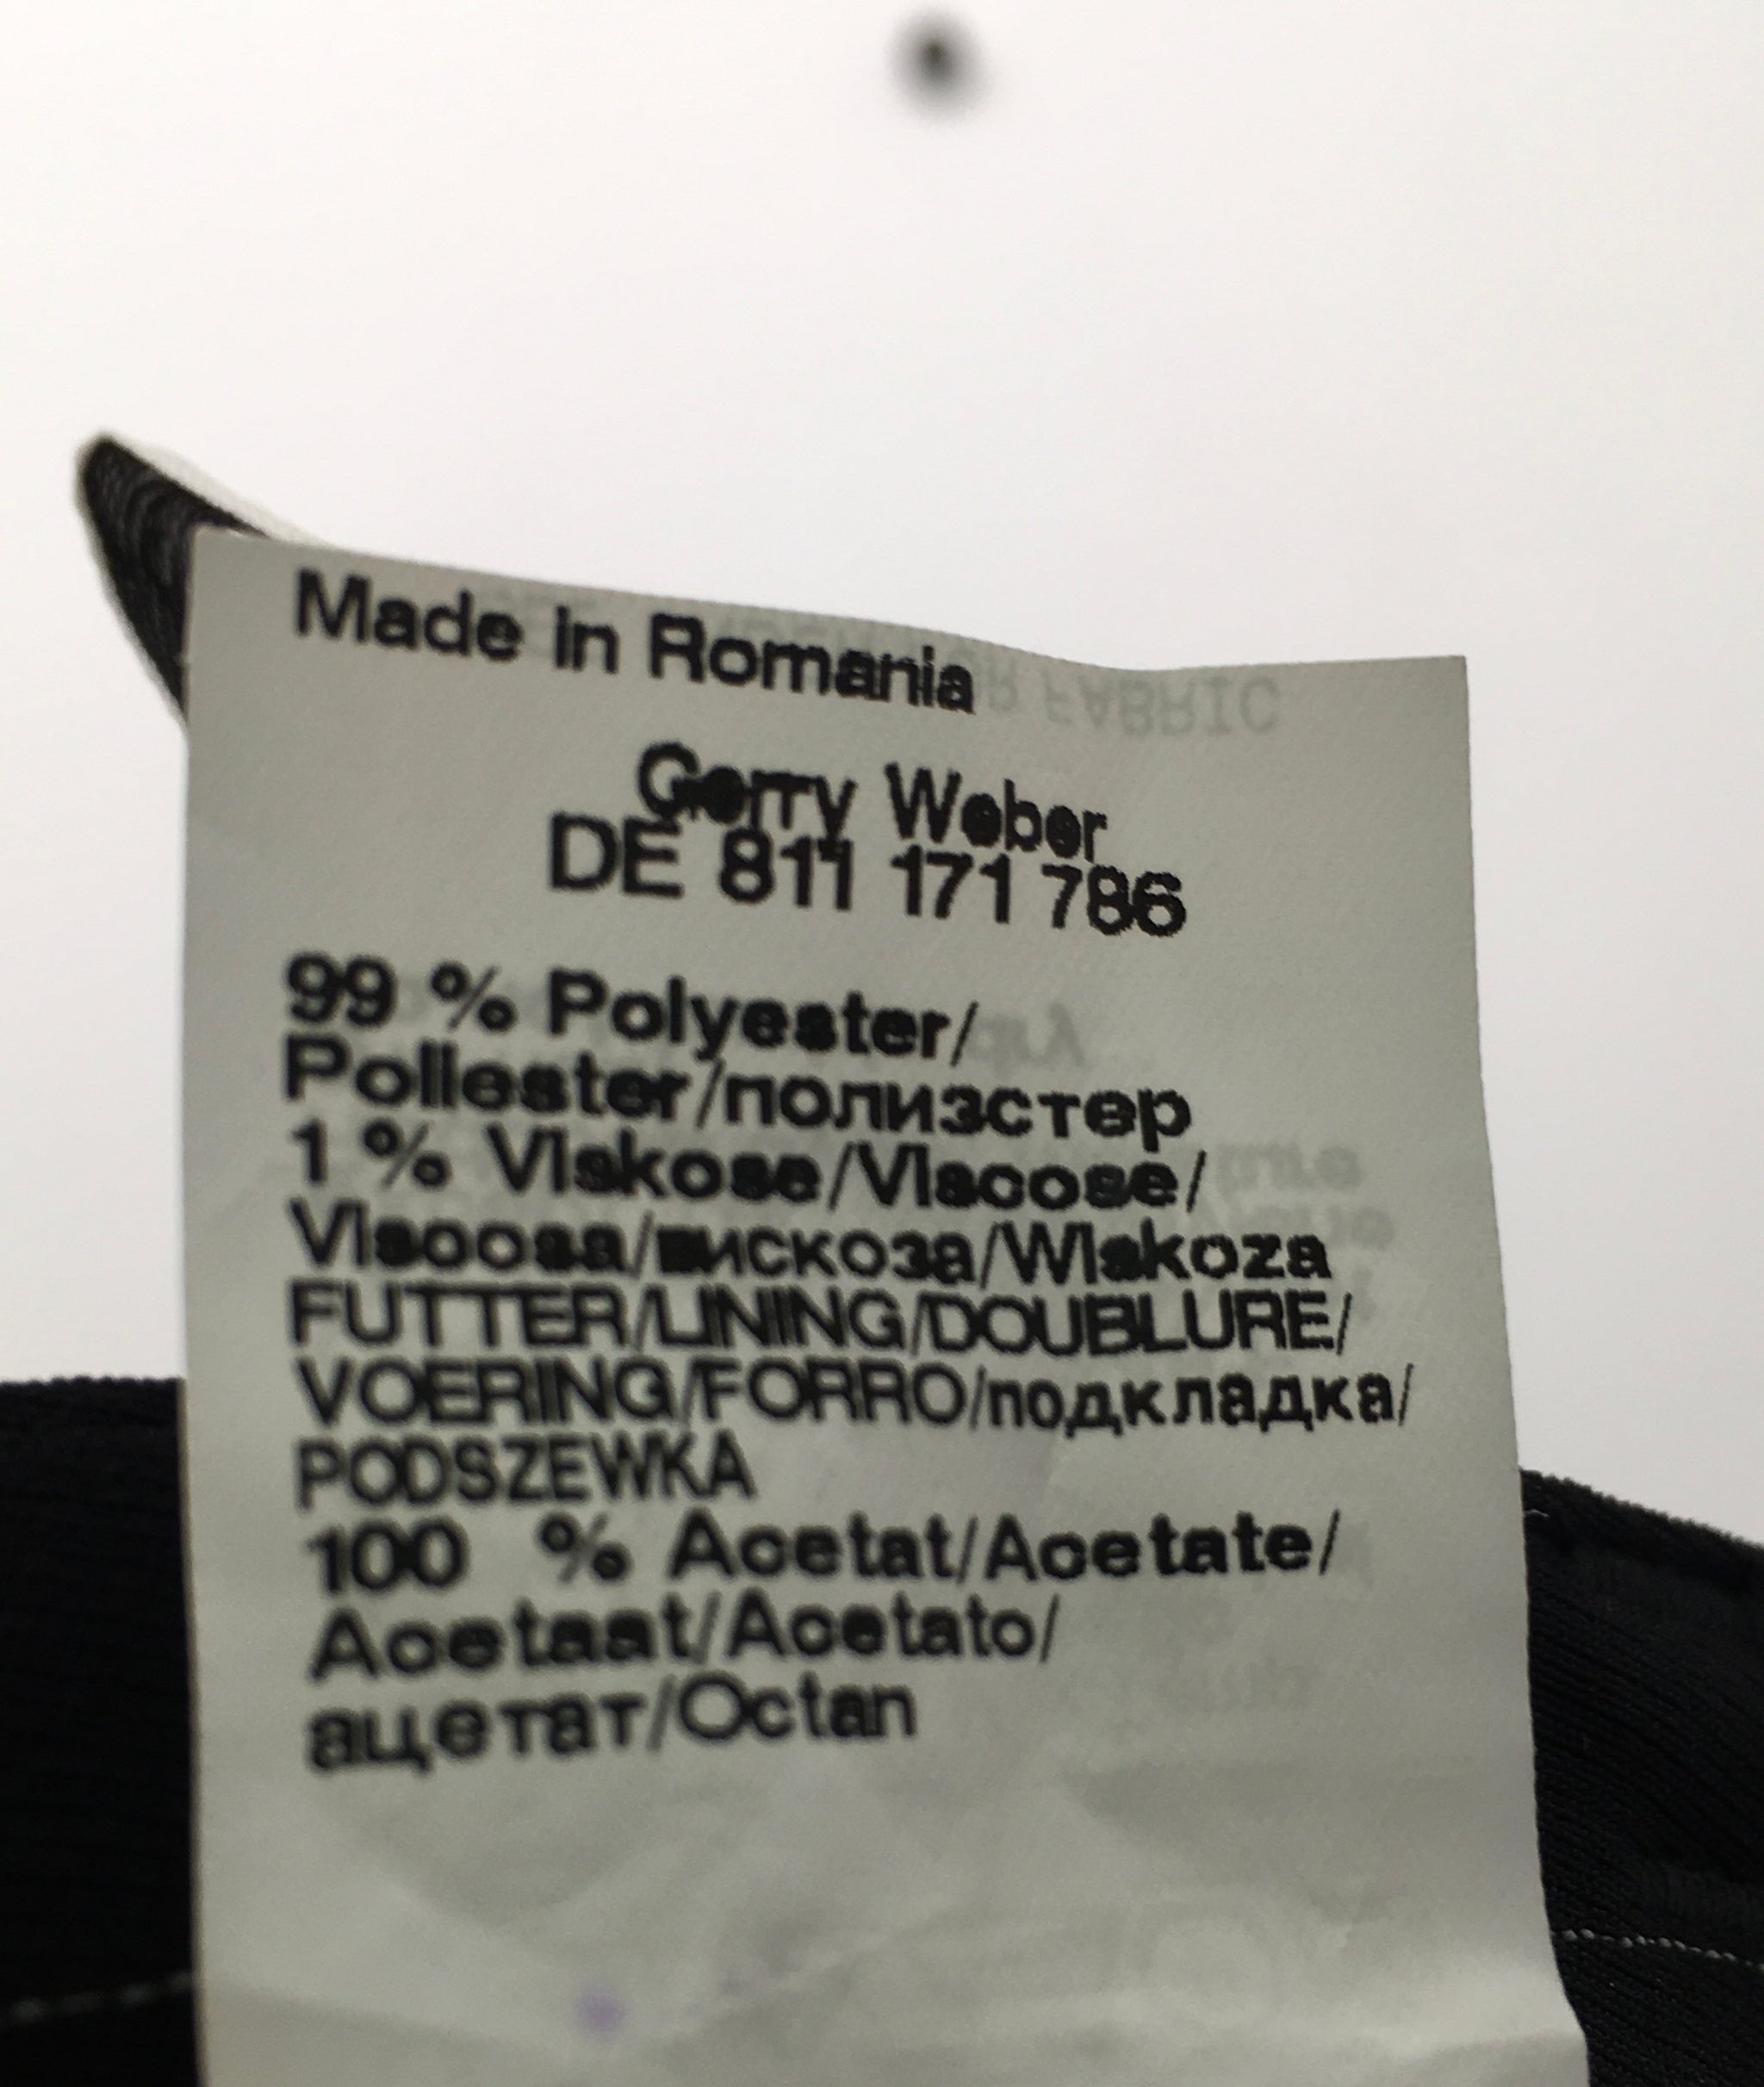 Made in Romania
Gerry Weber
DE 811 171 786
99 % Polyester/
Poliester/полиэстер
1 % Viskose/Viscose/
Viscosa/вискоза/Wiskoza
FUTTER/LINING/DOUBLURE/
VOERING/FORRO/подкладка/
PODSZEWKA
100 % Acetat/Acetate/
Acetaat/Acetato/
ацетат/Octan
FABRIC